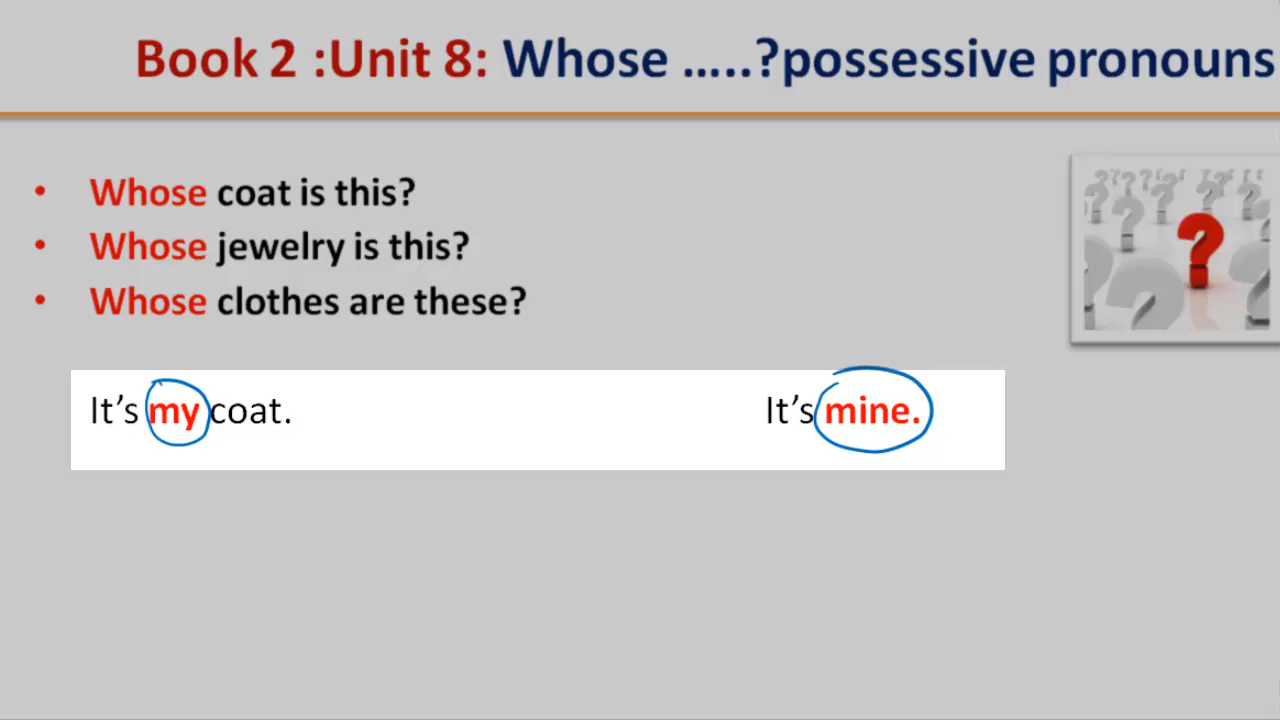 Book 2 :Unit 8: Whose .....?possessive pronouns
• Whose coat is this?
• Whose jewelry is this?
• Whose clothes are these?
It’s my coat. It’s mine.